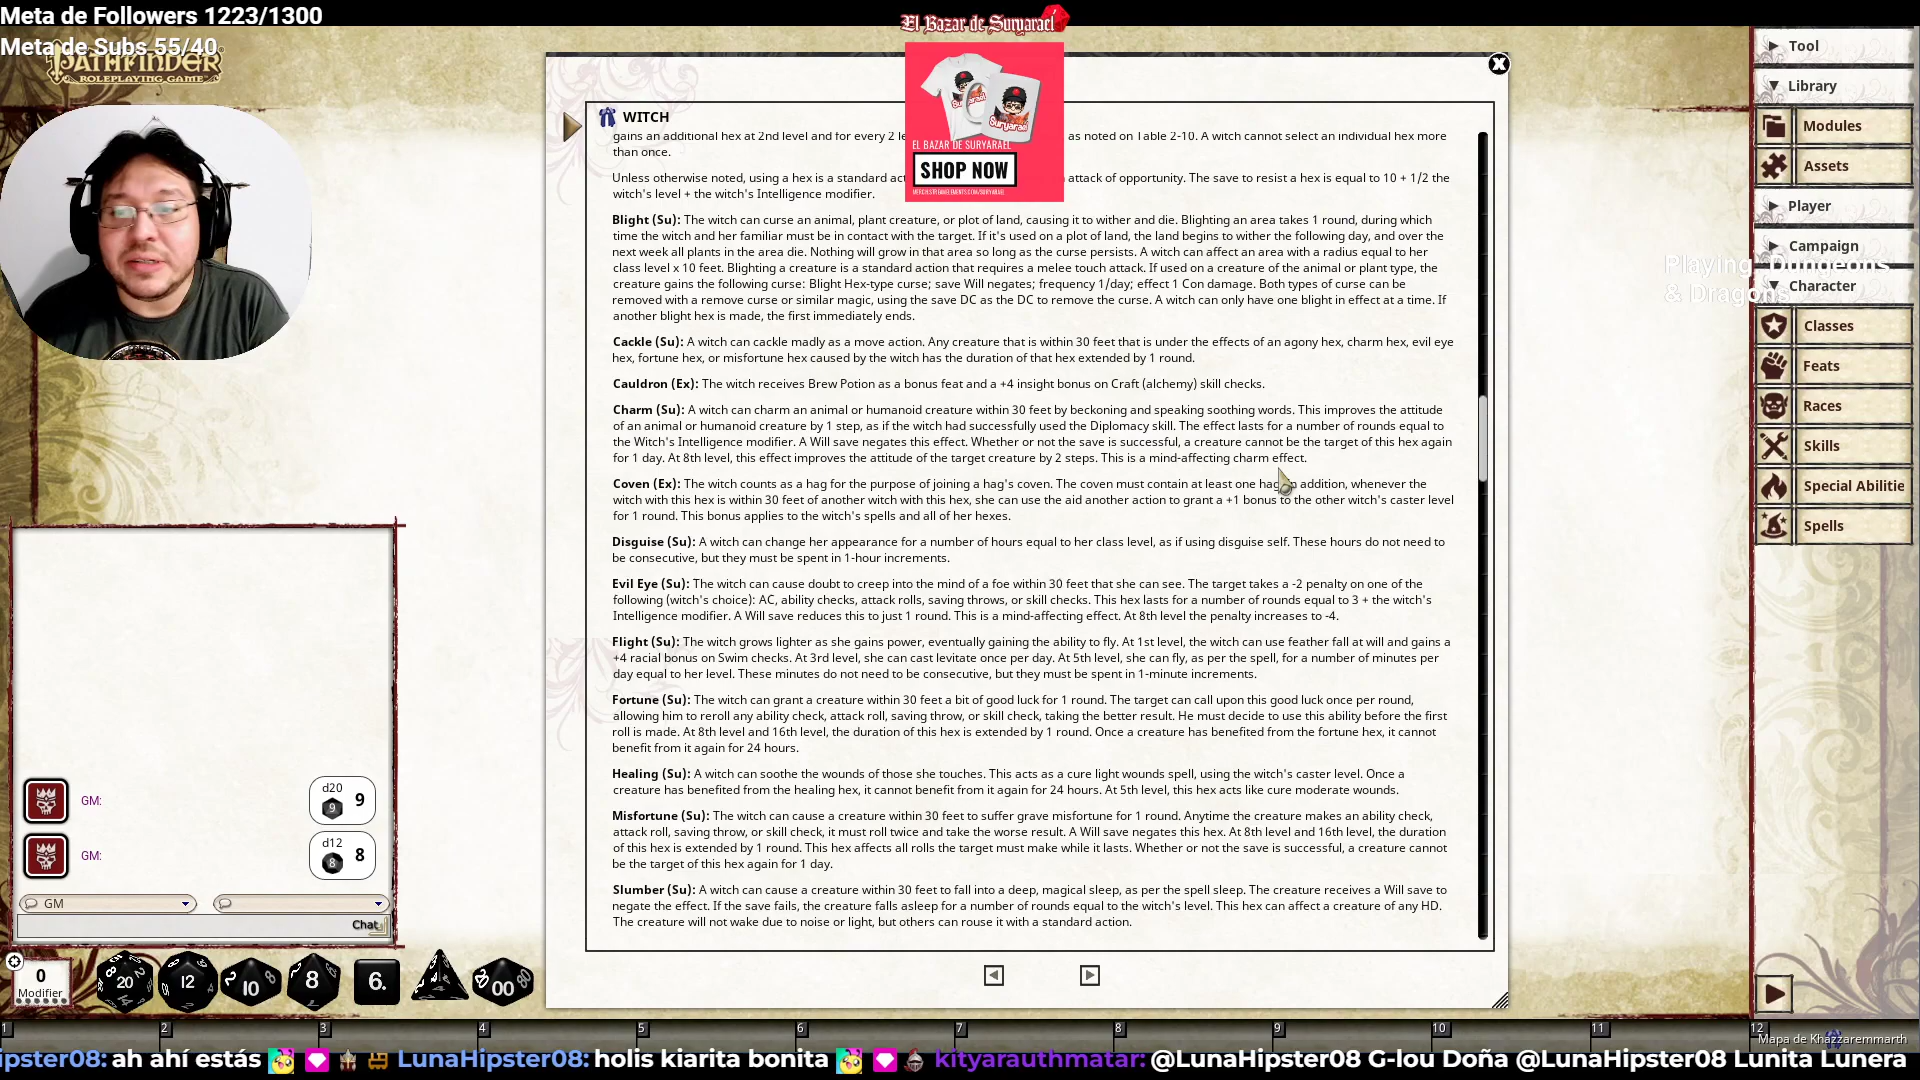 Meta de Followers 1223/1300
Meta de Subs 55/40
PATHFINDER
ROLEPLAYING GAME
El Bazar de Suryarael
Suryarael
EL BAZAR DE SURYARAEL
SHOP NOW
MERCH.STREAMELEMENTS.COM/SURYARAEL
WITCH
gains an additional hex at 2nd level and for every 2 le
as noted on Table 2-10. A witch cannot select an individual hex more
than once.
Unless otherwise noted, using a hex is a standard act
attack of opportunity. The save to resist a hex is equal to 10 + 1/2 the
witch's level + the witch's Intelligence modifier.
Blight (Su): The witch can curse an animal, plant creature, or plot of land, causing it to wither and die. Blighting an area takes 1 round, during which
time the witch and her familiar must be in contact with the target. If it's used on a plot of land, the land begins to wither the following day, and over the
next week all plants in the area die. Nothing will grow in that area so long as the curse persists. A witch can affect an area with a radius equal to her
class level x 10 feet. Blighting a creature is a standard action that requires a melee touch attack. If used on a creature of the animal or plant type, the
creature gains the following curse: Blight Hex-type curse; save Will negates; frequency 1/day; effect 1 Con damage. Both types of curse can be
removed with a remove curse or similar magic, using the save DC as the DC to remove the curse. A witch can only have one blight in effect at a time. If
another blight hex is made, the first immediately ends.
Cackle (Su): A witch can cackle madly as a move action. Any creature that is within 30 feet that is under the effects of an agony hex, charm hex, evil eye
hex, fortune hex, or misfortune hex caused by the witch has the duration of that hex extended by 1 round.
Cauldron (Ex): The witch receives Brew Potion as a bonus feat and a +4 insight bonus on Craft (alchemy) skill checks.
Charm (Su): A witch can charm an animal or humanoid creature within 30 feet by beckoning and speaking soothing words. This improves the attitude
of an animal or humanoid creature by 1 step, as if the witch had successfully used the Diplomacy skill. The effect lasts for a number of rounds equal to
the Witch's Intelligence modifier. A Will save negates this effect. Whether or not the save is successful, a creature cannot be the target of this hex again
for 1 day. At 8th level, this effect improves the attitude of the target creature by 2 steps. This is a mind-affecting charm effect.
Coven (Ex): The witch counts as a hag for the purpose of joining a hag's coven. The coven must contain at least one ha addition, whenever the
witch with this hex is within 30 feet of another witch with this hex, she can use the aid another action to grant a +1 bonus to the other witch's caster level
for 1 round. This bonus applies to the witch's spells and all of her hexes.
Disguise (Su): A witch can change her appearance for a number of hours equal to her class level, as if using disguise self. These hours do not need to
be consecutive, but they must be spent in 1-hour increments.
Evil Eye (Su): The witch can cause doubt to creep into the mind of a foe within 30 feet that she can see. The target takes a -2 penalty on one of the
following (witch's choice): AC, ability checks, attack rolls, saving throws, or skill checks. This hex lasts for a number of rounds equal to 3 + the witch's
Intelligence modifier. A Will save reduces this to just 1 round. This is a mind-affecting effect. At 8th level the penalty increases to -4.
Flight (Su): The witch grows lighter as she gains power, eventually gaining the ability to fly. At 1st level, the witch can use feather fall at will and gains a
+4 racial bonus on Swim checks. At 3rd level, she can cast levitate once per day. At 5th level, she can fly, as per the spell, for a number of minutes per
day equal to her level. These minutes do not need to be consecutive, but they must be spent in 1-minute increments.
Fortune (Su): The witch can grant a creature within 30 feet a bit of good luck for 1 round. The target can call upon this good luck once per round,
allowing him to reroll any ability check, attack roll, saving throw, or skill check, taking the better result. He must decide to use this ability before the first
roll is made. At 8th level and 16th level, the duration of this hex is extended by 1 round. Once a creature has benefited from the fortune hex, it cannot
benefit from it again for 24 hours.
Healing (Su): A witch can soothe the wounds of those she touches. This acts as a cure light wounds spell, using the witch's caster level. Once a
creature has benefited from the healing hex, it cannot benefit from it again for 24 hours. At 5th level, this hex acts like cure moderate wounds.
Misfortune (Su): The witch can cause a creature within 30 feet to suffer grave misfortune for 1 round. Anytime the creature makes an ability check,
attack roll, saving throw, or skill check, it must roll twice and take the worse result. A Will save negates this hex. At 8th level and 16th level, the duration
of this hex is extended by 1 round. This hex affects all rolls the target must make while it lasts. Whether or not the save is successful, a creature cannot
be the target of this hex again for 1 day.
Slumber (Su): A witch can cause a creature within 30 feet to fall into a deep, magical sleep, as per the spell sleep. The creature receives a Will save to
negate the effect. If the save fails, the creature falls asleep for a number of rounds equal to the witch's level. This hex can affect a creature of any HD.
The creature will not wake due to noise or light, but others can rouse it with a standard action.
Tool
Library
Modules
Assets
Player
Campaign
Playing: Dungeons
& Dragons
Character
Classes
Feats
Races
Skills
Special Abilitie
Spells
GM:
d20
9
9
GM:
d12
8
8
GM
Chat
0
Modifier
20
12
10
8
6.
00
1 2 3 4 5 6 7 8 9 10 11 12
Mapa de Khazzaremmarth
ipster08: ah ahí estás LunaHipster08: holis kiarita bonita kityarauthmatar: @LunaHipster08 G-lou Doña @LunaHipster08 Lunita Lunera